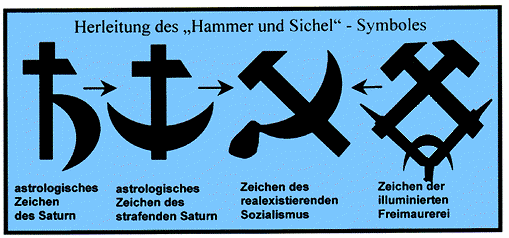 Herleitung des „Hammer und Sichel“ - Symboles
astrologisches
Zeichen
des Saturn
astrologisches
Zeichen des
strafenden Saturn
Zeichen des
realexistierenden
Sozialismus
Zeichen der
illuminierten
Freimaurerei